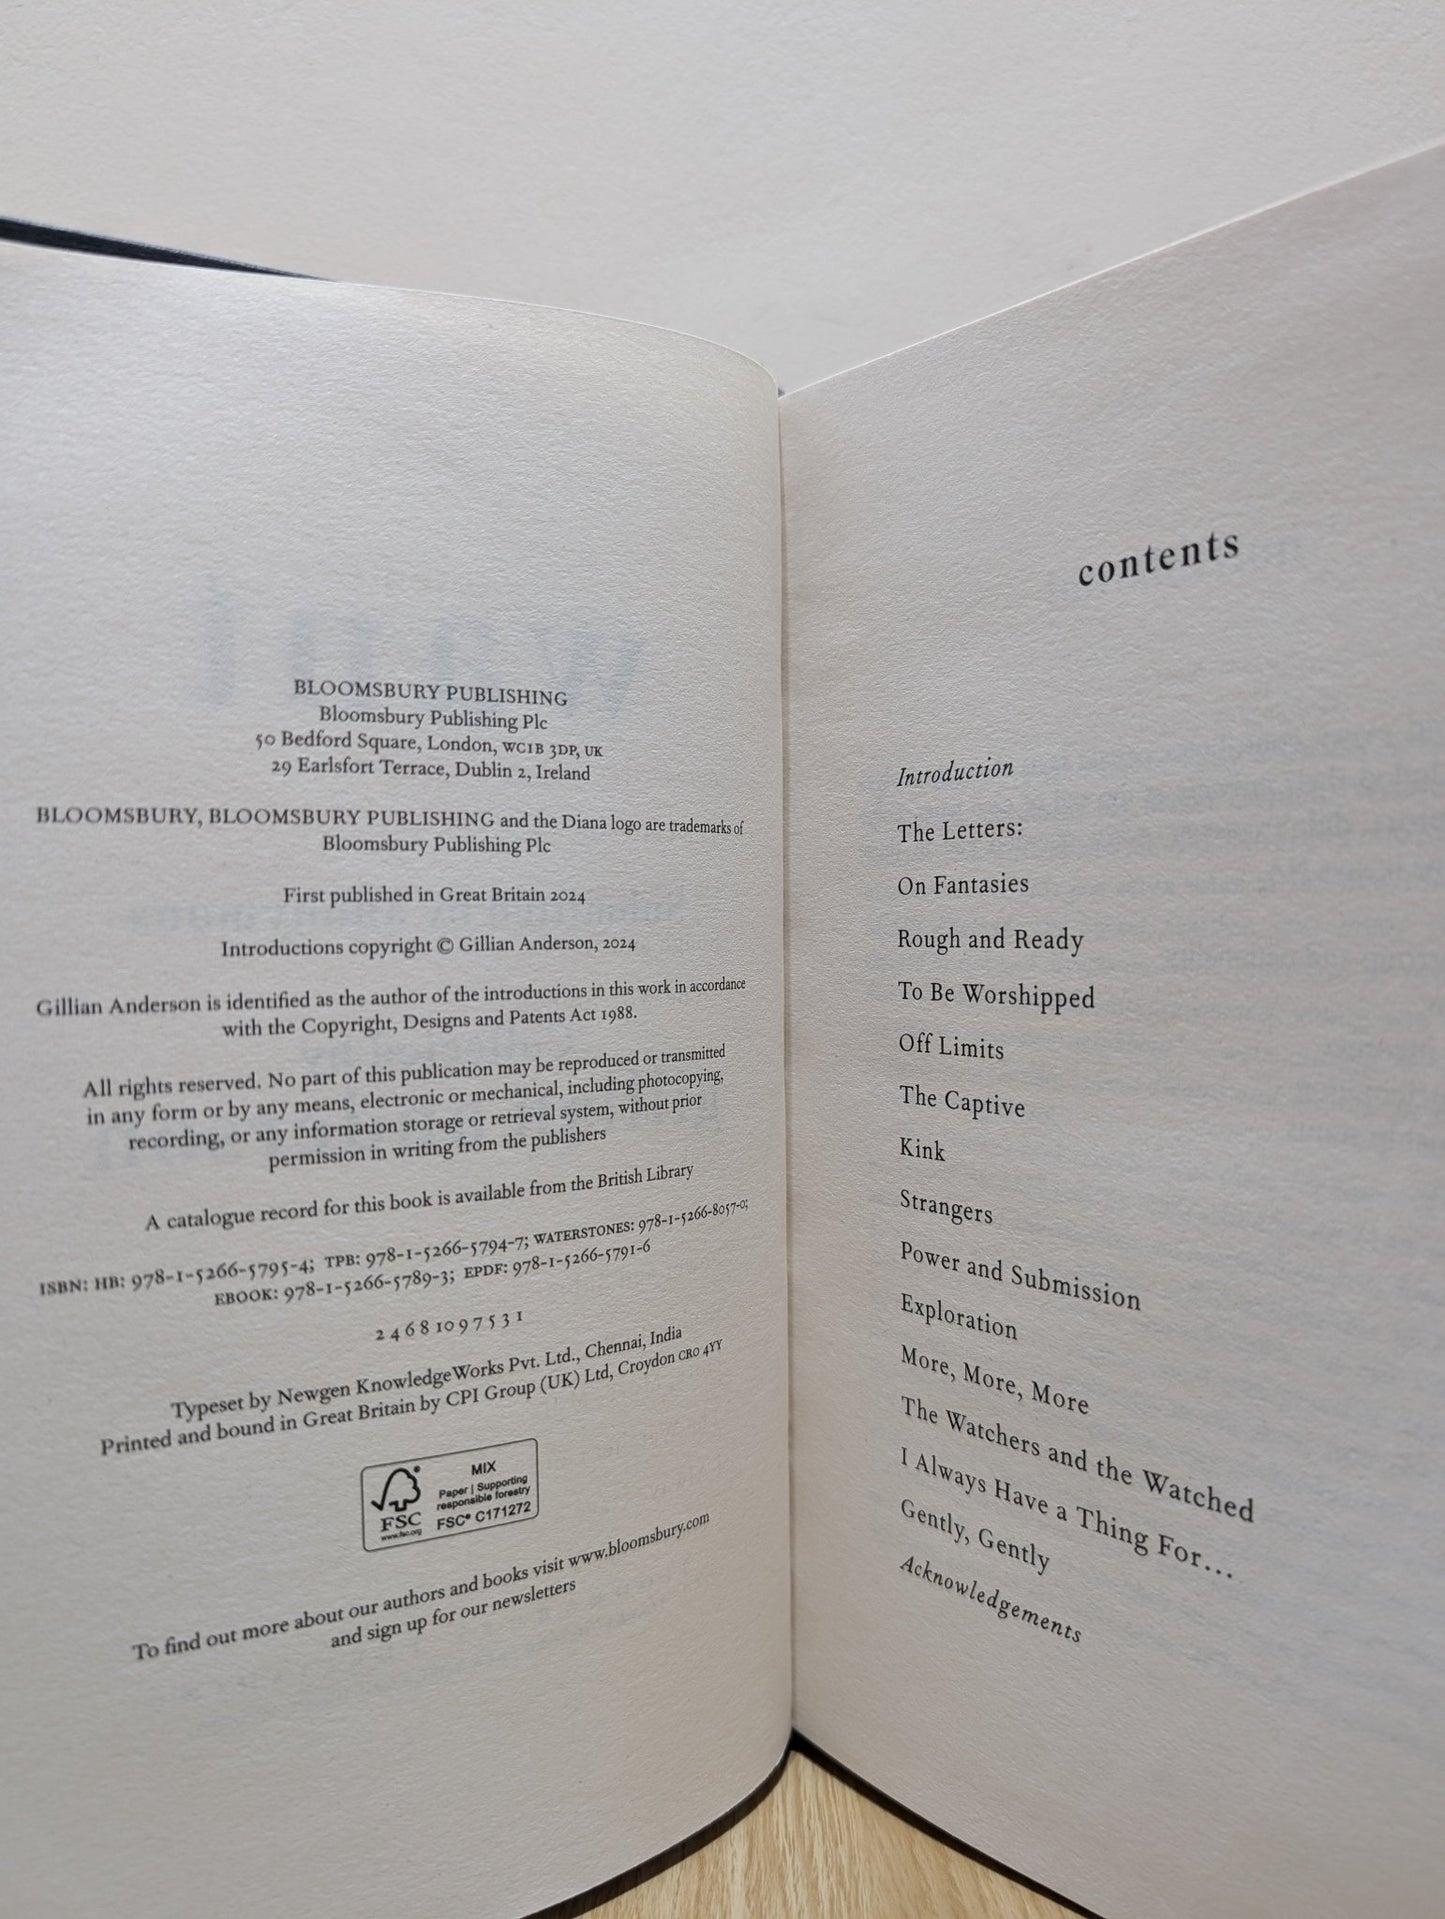 BLOOMSBURY PUBLISHING
Bloomsbury Publishing Plc
50 Bedford Square, London, WC1B 3DP, UK
29 Earlsfort Terrace, Dublin 2, Ireland
BLOOMSBURY, BLOOMSBURY PUBLISHING and the Diana logo are trademarks of
Bloomsbury Publishing Plc
First published in Great Britain 2024
Introductions copyright © Gillian Anderson, 2024
Gillian Anderson is identified as the author of the introductions in this work in accordance
with the Copyright, Designs and Patents Act 1988.
All rights reserved. No part of this publication may be reproduced or transmitted
in any form or by any means, electronic or mechanical, including photocopying,
recording, or any information storage or retrieval system, without prior
permission in writing from the publishers
A catalogue record for this book is available from the British Library
ISBN: HB: 978-1-5266-5795-4; TPB: 978-1-5266-5794-7; WATERSTONES: 978-1-5266-8057-0;
EBOOK: 978-1-5266-5789-3; EPDF: 978-1-5266-5791-6
2 4 6 8 10 9 7 5 3 1
Typeset by Newgen KnowledgeWorks Pvt. Ltd., Chennai, India
Printed and bound in Great Britain by CPI Group (UK) Ltd, Croydon CR0 4YY
MIX
Paper | Supporting
responsible forestry
FSC® C171272
FSC
www.fsc.org
To find out more about our authors and books visit www.bloomsbury.com
and sign up for our newsletters
contents
Introduction
The Letters:
On Fantasies
Rough and Ready
To Be Worshipped
Off Limits
The Captive
Kink
Strangers
Power and Submission
Exploration
More, More, More
The Watchers and the Watched
I Always Have a Thing For…
Gently, Gently
Acknowledgements